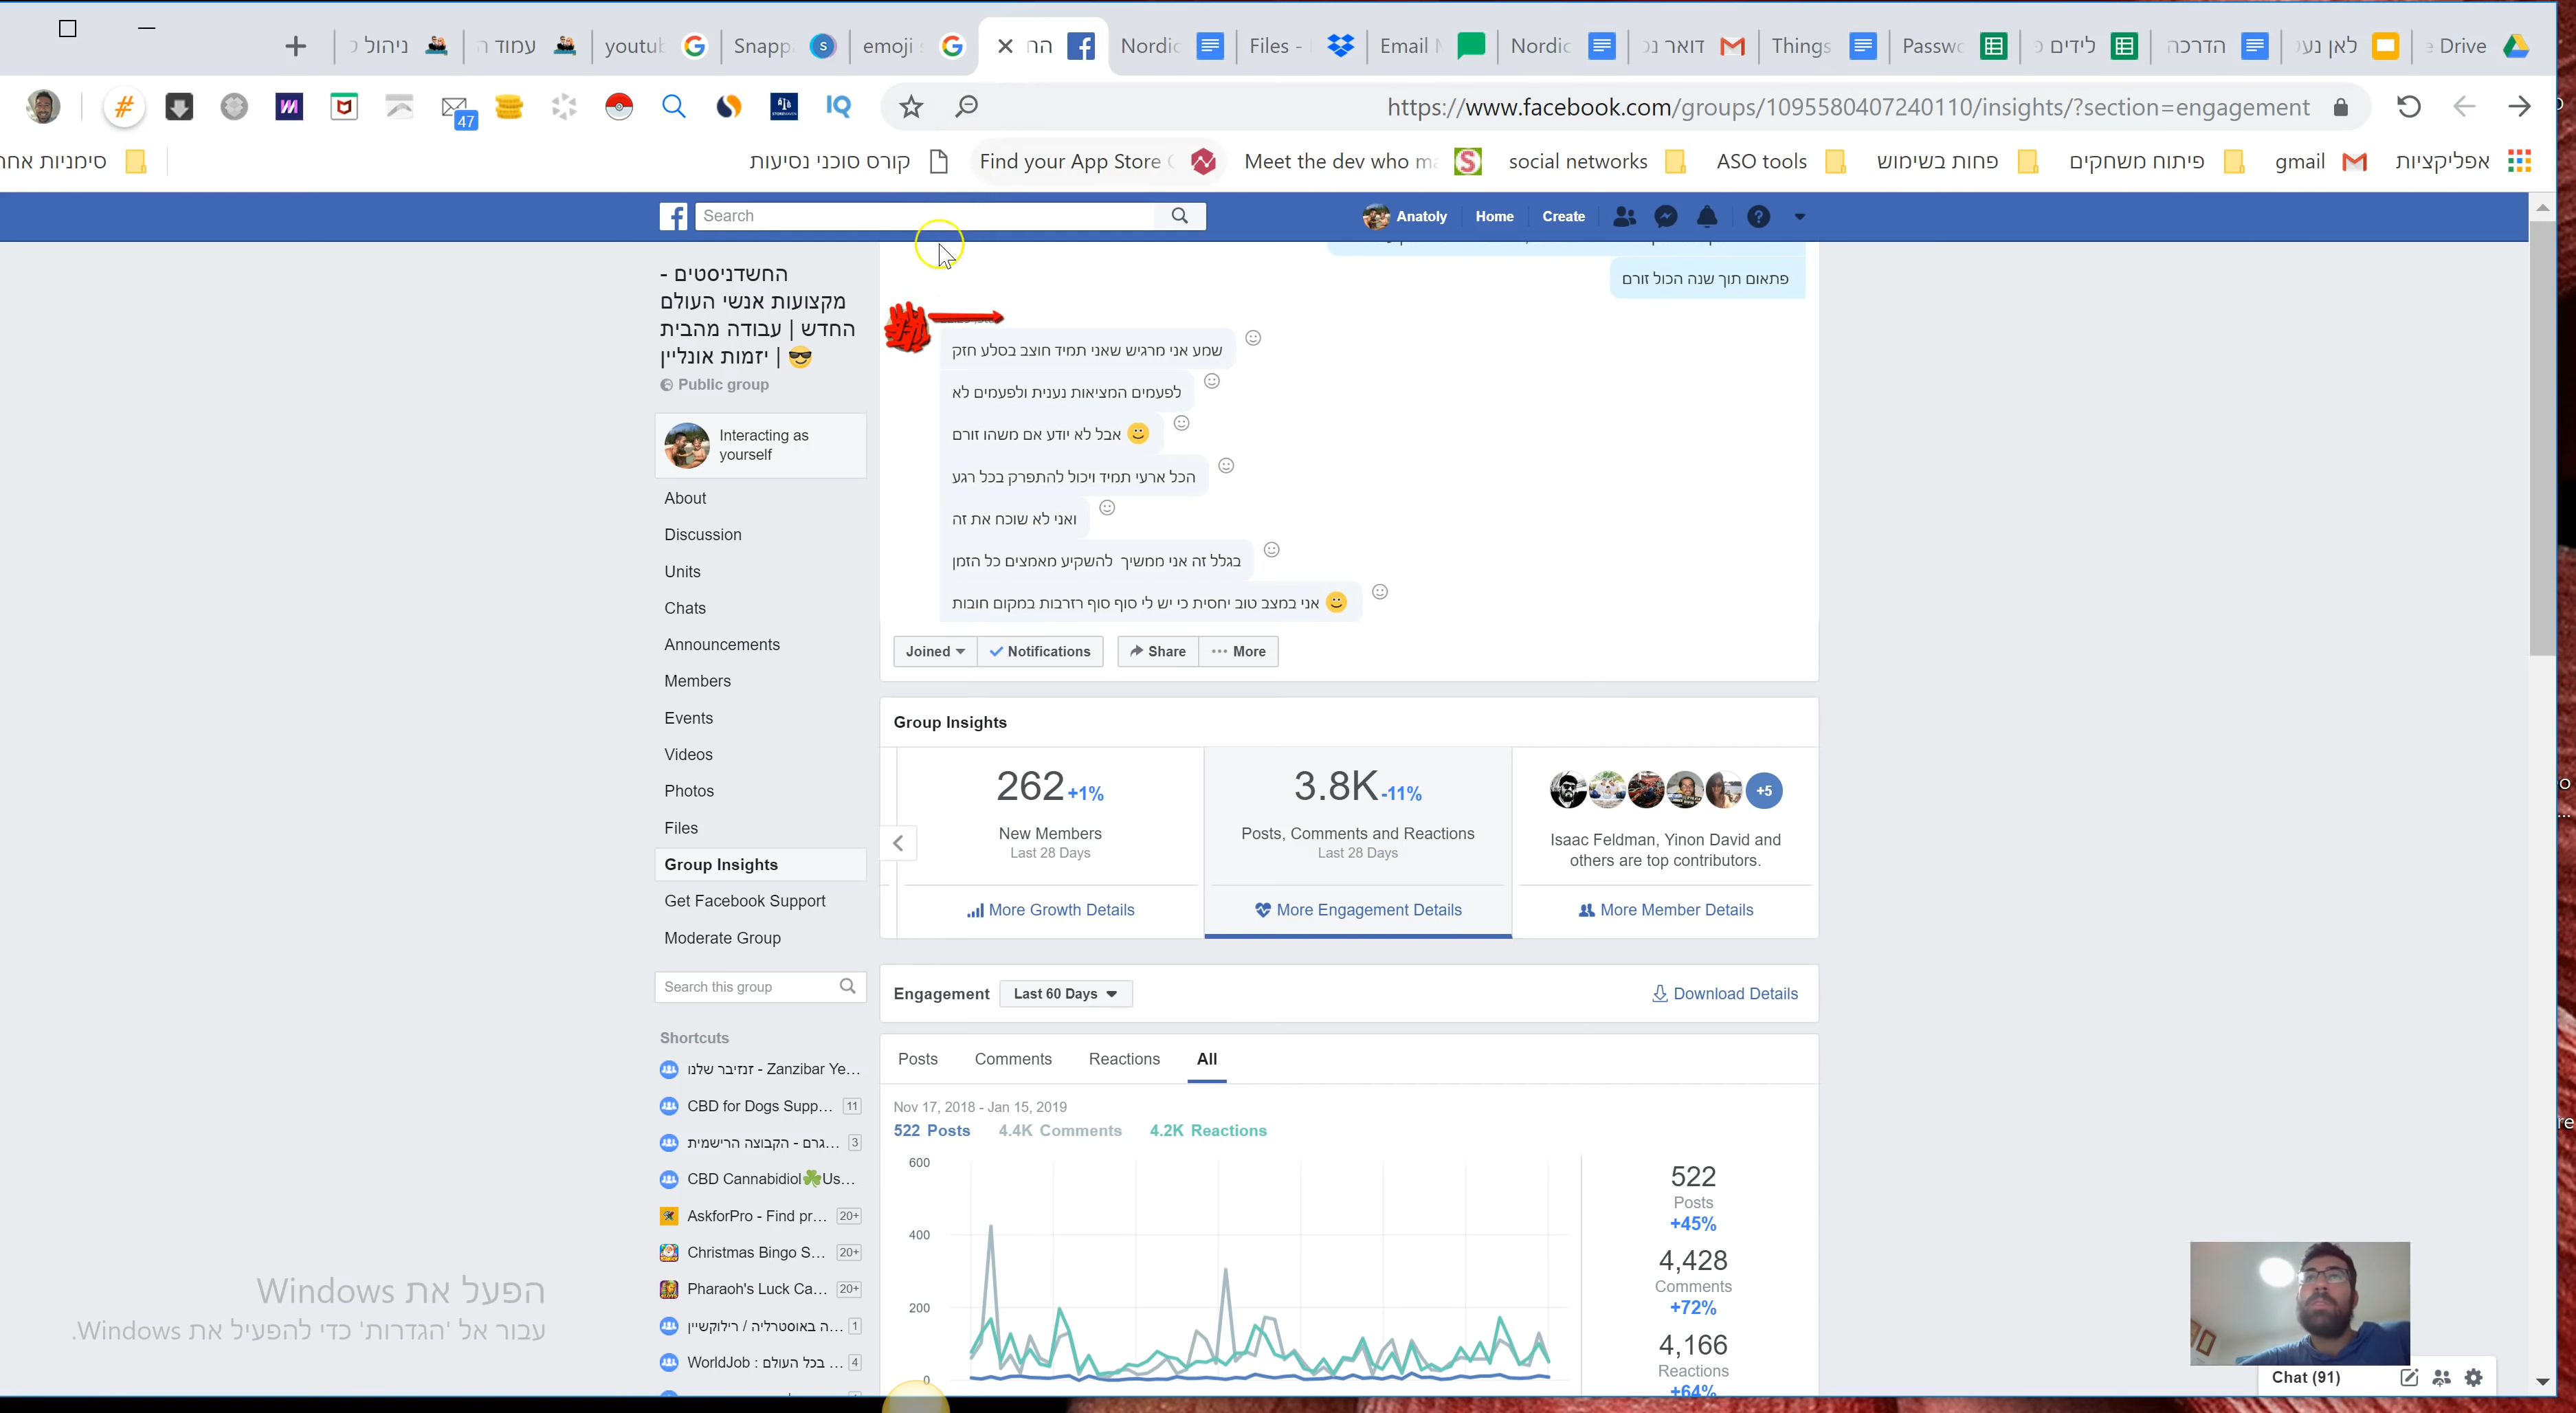 ניהול
עמוד
youtub
Snapp
emoji
הח
Nordic
Files -
Email
Nordic
דואר נכ
Things
Passwo
לידים
הדרכה
לאן נעל
Drive
47
https://www.facebook.com/groups/1095580407240110/insights/?section=engagement
סימניות אחר
קורס סוכני נסיעות
Find your App Store
Meet the dev who ma
social networks
ASO tools
פחות בשימוש
פיתוח משחקים
gmail
אפליקציות
Search
Anatoly
Home
Create
החשדניסטים -
מקצועות אנשי העולם
החדש | עבודה מהבית
| יזמות אונליין 😎
Public group
Interacting as
yourself
About
Discussion
Units
Chats
Announcements
Members
Events
Videos
Photos
Files
Group Insights
Get Facebook Support
Moderate Group
Search this group
Shortcuts
זנזיבר שלנו - Zanzibar Ye...
CBD for Dogs Supp... 11
גרם - הקבוצה הרישמית... 3
CBD Cannabidiol☘Us...
AskforPro - Find pr... 20+
Christmas Bingo S... 20+
Pharaoh's Luck Ca... 20+
ה באוסטרליה / רילוקשיין... 1
WorldJob : בכל העולם ... 4
פתאום תוך שנה הכול זורם
שמע אני מרגיש שאני תמיד חוצב בסלע חזק
לפעמים המציאות נענית ולפעמים לא
אבל לא יודע אם משהו זורם 🙂
הכל ארעי תמיד ויכול להתפרק בכל רגע
ואני לא שוכח את זה
בגלל זה אני ממשיך להשקיע מאמצים כל הזמן
אני במצב טוב יחסית כי יש לי סוף סוף רזרבות במקום חובות 🙂
Joined
Notifications
Share
More
Group Insights
262 +1%
New Members
Last 28 Days
More Growth Details
3.8K -11%
Posts, Comments and Reactions
Last 28 Days
More Engagement Details
+5
Isaac Feldman, Yinon David and
others are top contributors.
More Member Details
Engagement
Last 60 Days
Download Details
Posts
Comments
Reactions
All
Nov 17, 2018 - Jan 15, 2019
522 Posts
4.4K Comments
4.2K Reactions
600
400
200
0
522
Posts
+45%
4,428
Comments
+72%
4,166
Reactions
+64%
הפעל את Windows
עבור אל 'הגדרות' כדי להפעיל את Windows.
Chat (91)